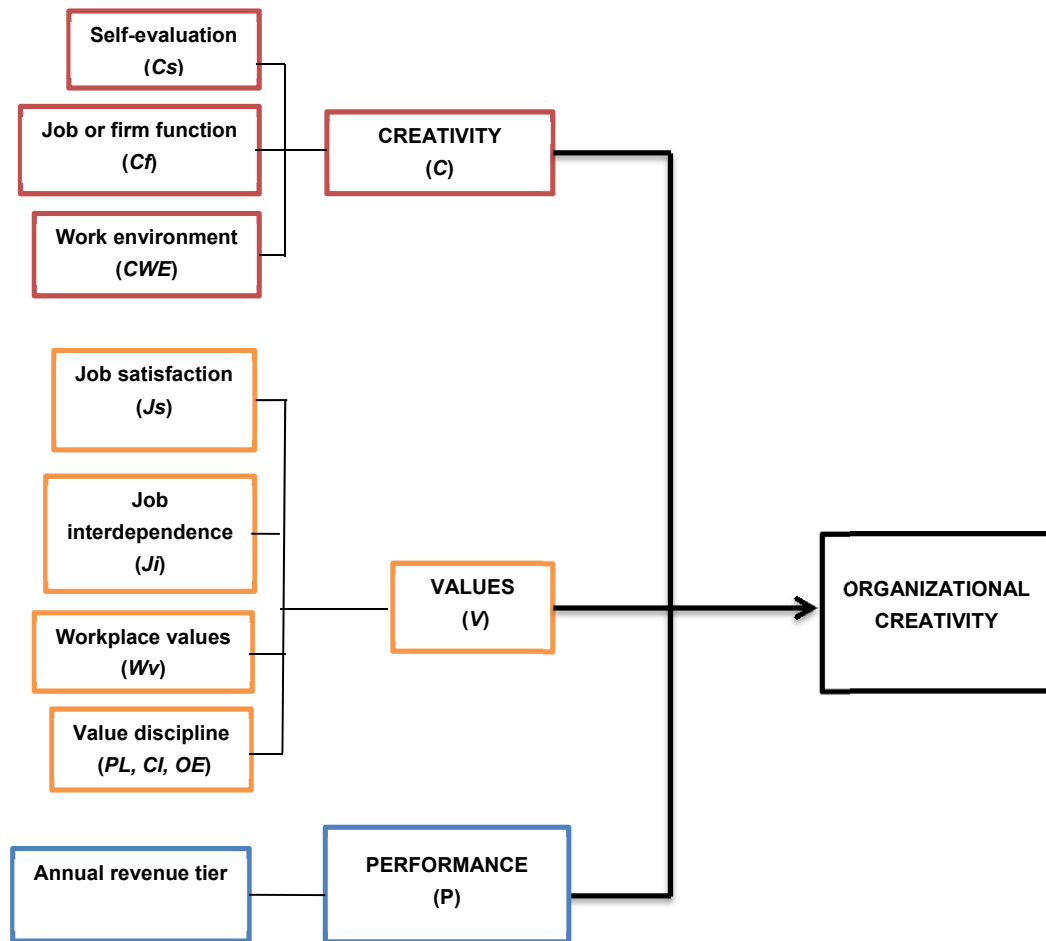 Self-evaluation
(Cs)
Job or firm function
(Cf)
Work environment
(CWE)
CREATIVITY
(C)
Job satisfaction
(Js)
Job
interdependence
(Ji)
Workplace values
(Wv)
Value discipline
(PL, CI, OE)
VALUES
(V)
Annual revenue tier
PERFORMANCE
(P)
ORGANIZATIONAL
CREATIVITY